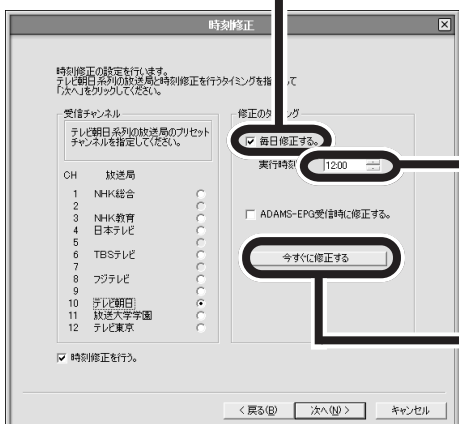 時刻修正
時刻修正の設定を行います。
テレビ朝日系列の放送局と時刻修正を行うタイミングを指 して
「次へ」をクリックしてください。
受信チャンネル
テレビ朝日系列の放送局のプリセット
チャンネルを指定してください。
CH 放送局
1 NHK総合
2
3 NHK教育
4 日本テレビ
5
6 TBSテレビ
7
8 フジテレビ
9
10 テレビ朝日
11 放送大学学園
12 テレビ東京
時刻修正を行う。
修正のタイミング
毎日修正する。
実行時刻 12:00
ADAMS-EPG受信時に修正する。
今すぐに修正する
< 戻る(B)
次へ(N) >
キャンセル